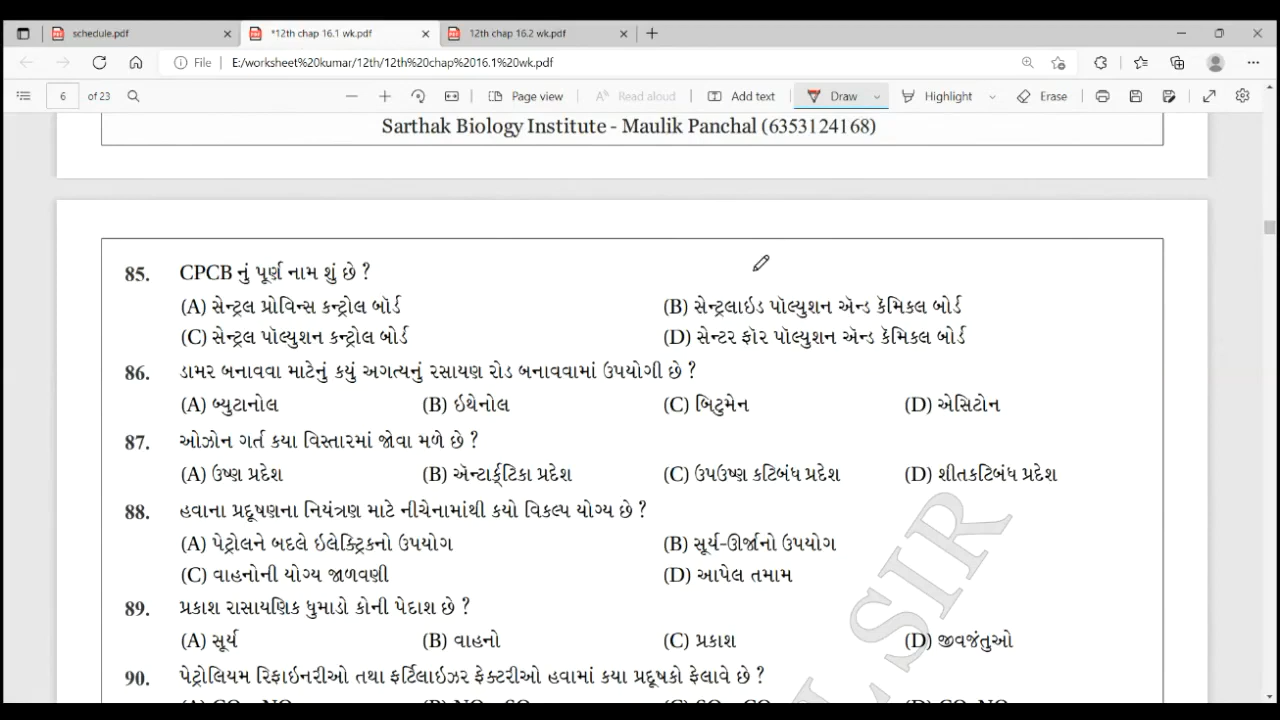 schedule.pdf *12th chap 16.1 wk.pdf 12th chap 16.2 wk.pdf
File E:/worksheet%20kumar/12th/12th%20chap%2016.1%20wk.pdf
6 of 23 Page view Read aloud Add text Draw Highlight Erase
Sarthak Biology Institute - Maulik Panchal (6353124168)
85. CPCB નું પૂર્ણ નામ શું છે ?
(A) સેન્ટ્રલ પ્રોવિન્સ કન્ટ્રોલ બૉર્ડ (B) સેન્ટ્રલાઇડ પૉલ્યુશન ઍન્ડ કૅમિકલ બોર્ડ
(C) સેન્ટ્રલ પૉલ્યુશન કન્ટ્રોલ બોર્ડ (D) સેન્ટર ફૉર પૉલ્યુશન ઍન્ડ કૅમિકલ બોર્ડ
86. ડામર બનાવવા માટેનું કયું અગત્યનું રસાયણ રોડ બનાવવામાં ઉપયોગી છે ?
(A) બ્યુટાનોલ (B) ઇથેનોલ (C) બિટુમેન (D) એસિટોન
87. ઓઝોન ગર્ત કયા વિસ્તારમાં જોવા મળે છે ?
(A) ઉષ્ણ પ્રદેશ (B) ઍન્ટાર્ક્ટિકા પ્રદેશ (C) ઉપઉષ્ણ કટિબંધ પ્રદેશ (D) શીતકટિબંધ પ્રદેશ
88. હવાના પ્રદૂષણના નિયંત્રણ માટે નીચેનામાંથી કયો વિકલ્પ યોગ્ય છે ?
(A) પેટ્રોલને બદલે ઇલેક્ટ્રિકનો ઉપયોગ (B) સૂર્ય-ઊર્જાનો ઉપયોગ
(C) વાહનોની યોગ્ય જાળવણી (D) આપેલ તમામ
89. પ્રકાશ રાસાયણિક ધુમાડો કોની પેદાશ છે ?
(A) સૂર્ય (B) વાહનો (C) પ્રકાશ (D) જીવજંતુઓ
90. પેટ્રોલિયમ રિફાઇનરીઓ તથા ફર્ટિલાઇઝર ફેક્ટરીઓ હવામાં કયા પ્રદૂષકો ફેલાવે છે ?
SIR